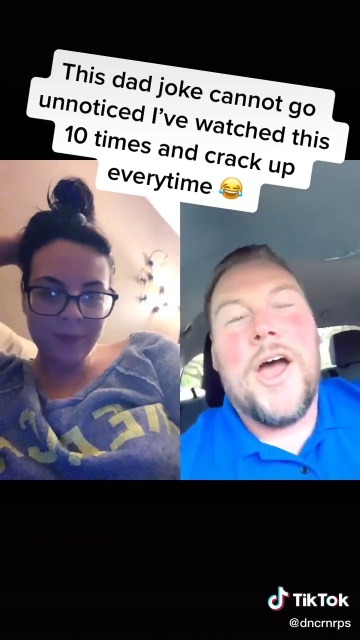 This dad joke cannot go
unnoticed I’ve watched this
10 times and crack up
everytime 😂
TikTok
@dncrnrps